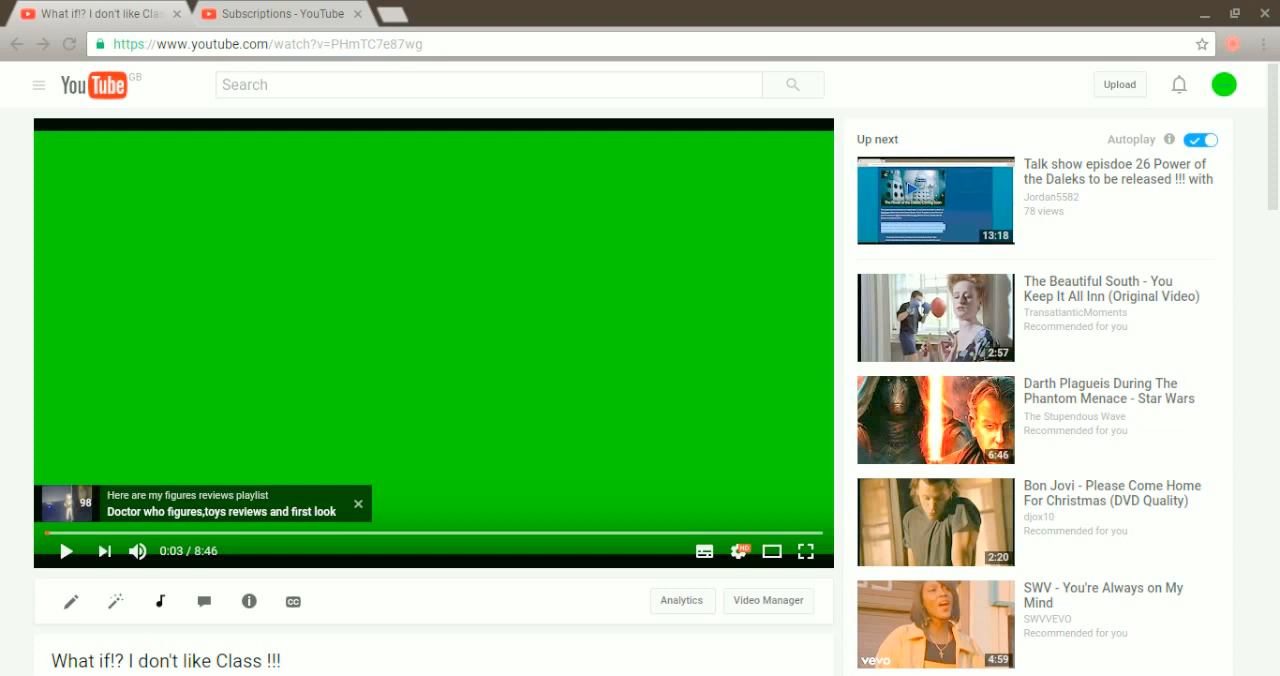 What if!? I don't like Cla
Subscriptions - YouTube
https://www.youtube.com/watch?v=PHmTC7e87wg
YouTube GB
Search
Upload
Up next
Autoplay
Talk show episdoe 26 Power of
the Daleks to be released !!! with
Jordan5582
78 views
13:18
The Beautiful South - You
Keep It All Inn (Original Video)
TransatlanticMoments
Recommended for you
2:57
Darth Plagueis During The
Phantom Menace - Star Wars
The Stupendous Wave
Recommended for you
6:46
Bon Jovi - Please Come Home
For Christmas (DVD Quality)
djox10
Recommended for you
2:20
SWV - You're Always on My
Mind
SWVVEVO
Recommended for you
vevo
4:59
98
Here are my figures reviews playlist
Doctor who figures,toys reviews and first look
0:03 / 8:46
HD
CC
Analytics
Video Manager
What if!? I don't like Class !!!